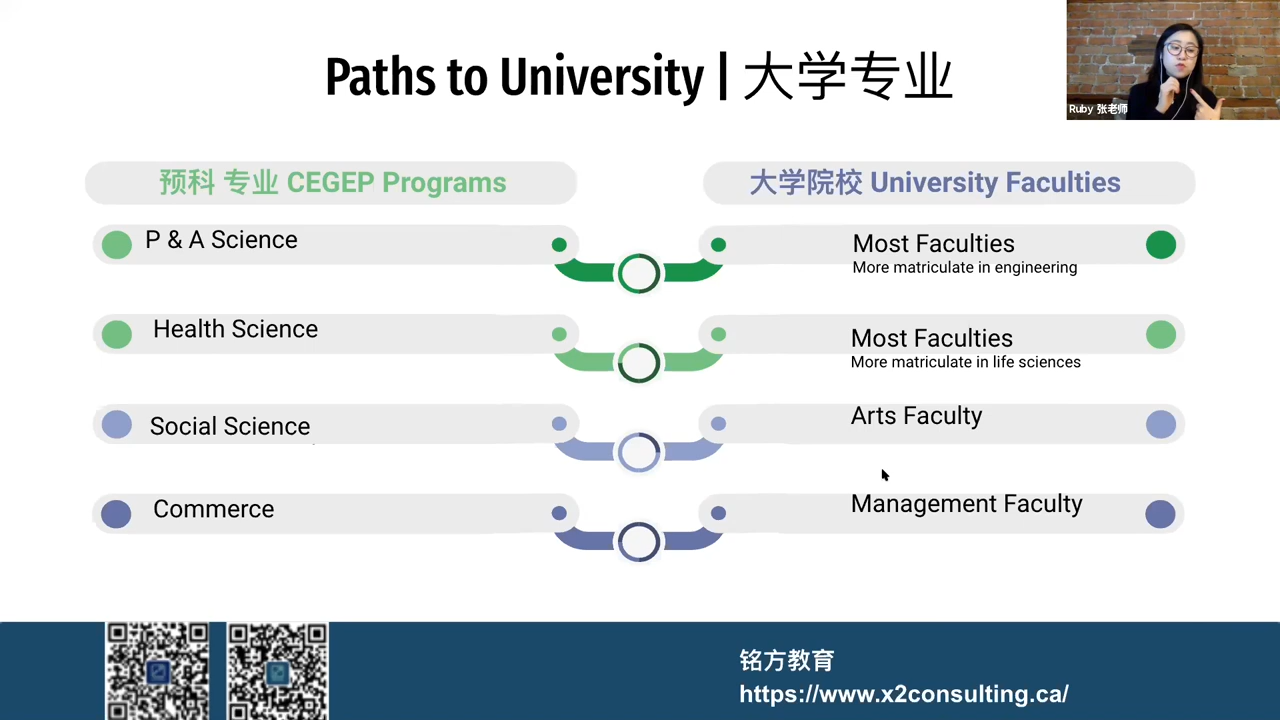 Paths to University | 大学专业
Ruby 张老师
预科 专业 CEGEP Programs
大学院校 University Faculties
P & A Science
Most Faculties
More matriculate in engineering
Health Science
Most Faculties
More matriculate in life sciences
Social Science
Arts Faculty
Commerce
Management Faculty
铭方教育
https://www.x2consulting.ca/